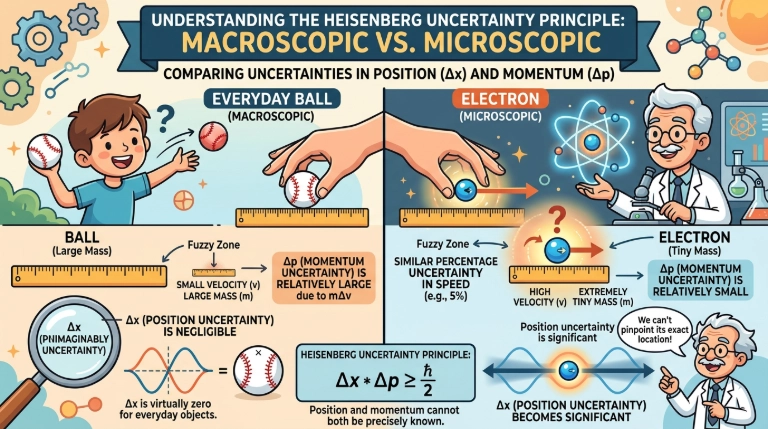 UNDERSTANDING THE HEISENBERG UNCERTAINTY PRINCIPLE:
MACROSCOPIC VS. MICROSCOPIC
COMPARING UNCERTAINTIES IN POSITION (Δx) AND MOMENTUM (Δp)
EVERYDAY BALL
(MACROSCOPIC)
?
ELECTRON
(MICROSCOPIC)
BALL
(Large Mass)
Fuzzy Zone
SMALL VELOCITY (v)
LARGE MASS (m)
Δp (MOMENTUM
UNCERTAINTY) IS
RELATIVELY LARGE
due to mΔv
Δx
(PNIIMAGINABLY
UNCERTAINTY)
Δx (POSITION UNCERTAINTY)
IS NEGLIGIBLE
=
x
Δx is virtually zero
for everyday objects.
Fuzzy Zone
SIMILAR PERCENTAGE
UNCERTAINTY
IN SPEED
(e.g., 5%)
?
HIGH
VELOCITY (v)
EXTREMELY
TINY MASS (m)
ELECTRON
(Tiny Mass)
Δp (MOMENTUM
UNCERTAINTY) IS
RELATIVELY SMALL
HEISENBERG UNCERTAINTY PRINCIPLE:
Δx * Δp ≥ ℏ/2
Position and momentum cannot
both be precisely known.
Position uncertainty
is significant
We can't
pinpoint its exact
location!
Δx (POSITION UNCERTAINTY)
BECOMES SIGNIFICANT